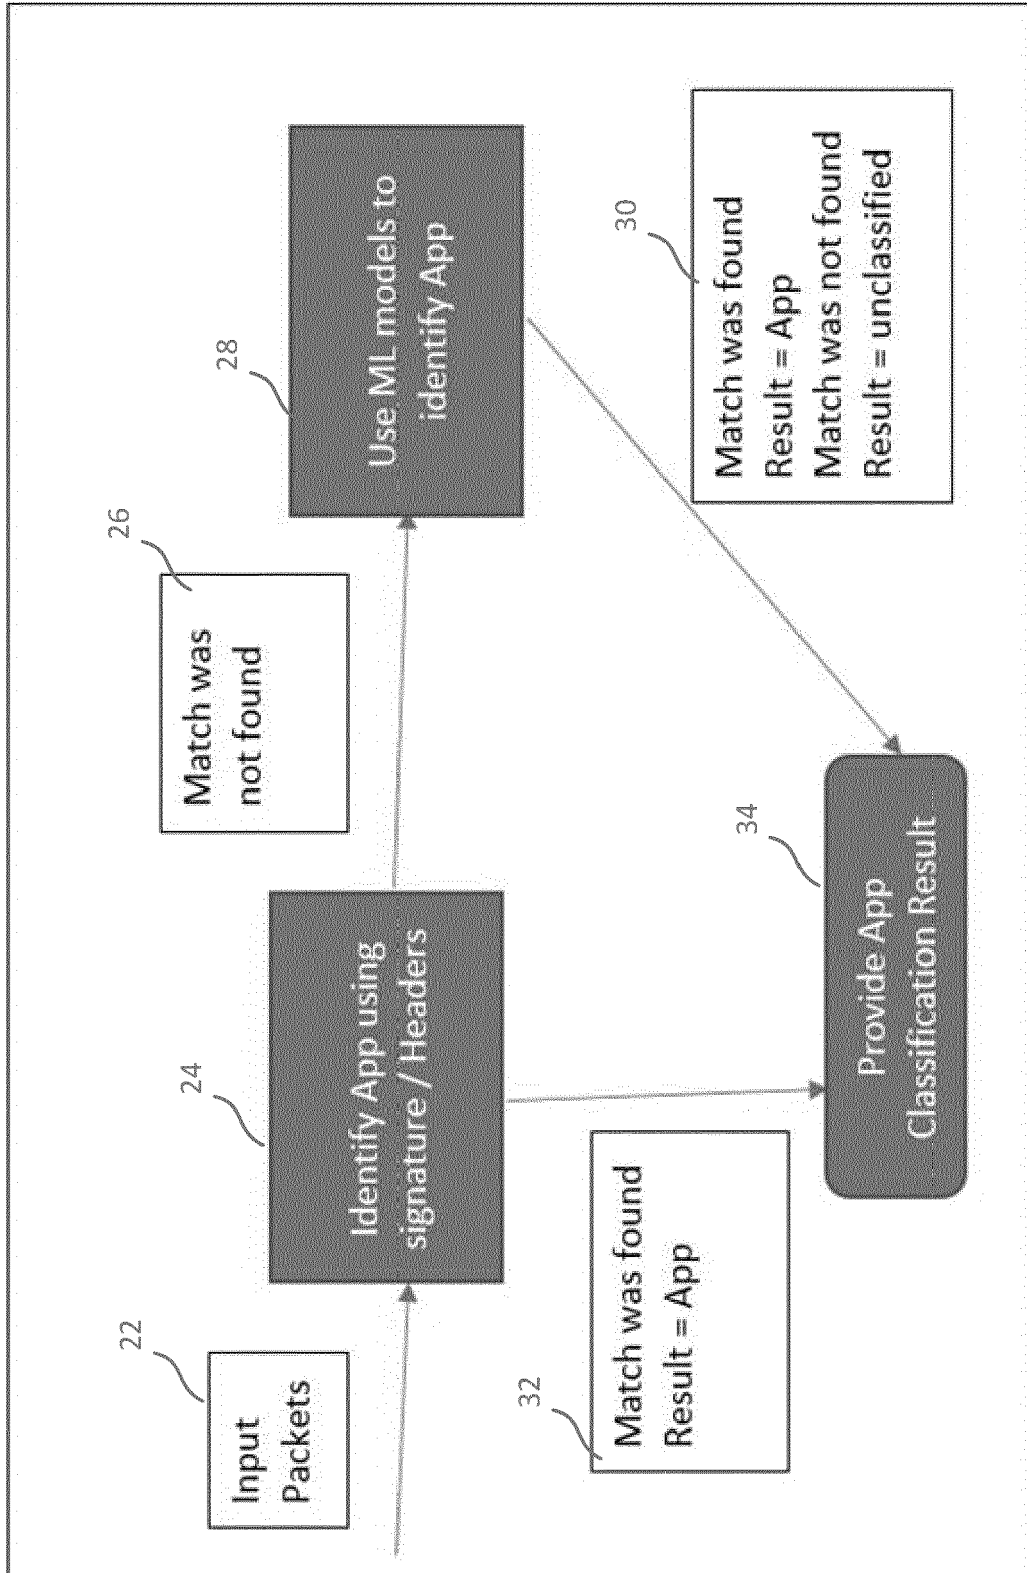 22
Input
Packets
24
Identify App using
signature / Headers
26
Match was
not found
28
Use ML models to
identify App
30
Match was found
Result = App
Match was not found
Result = unclassified
32
Match was found
Result = App
34
Provide App
Classification Result